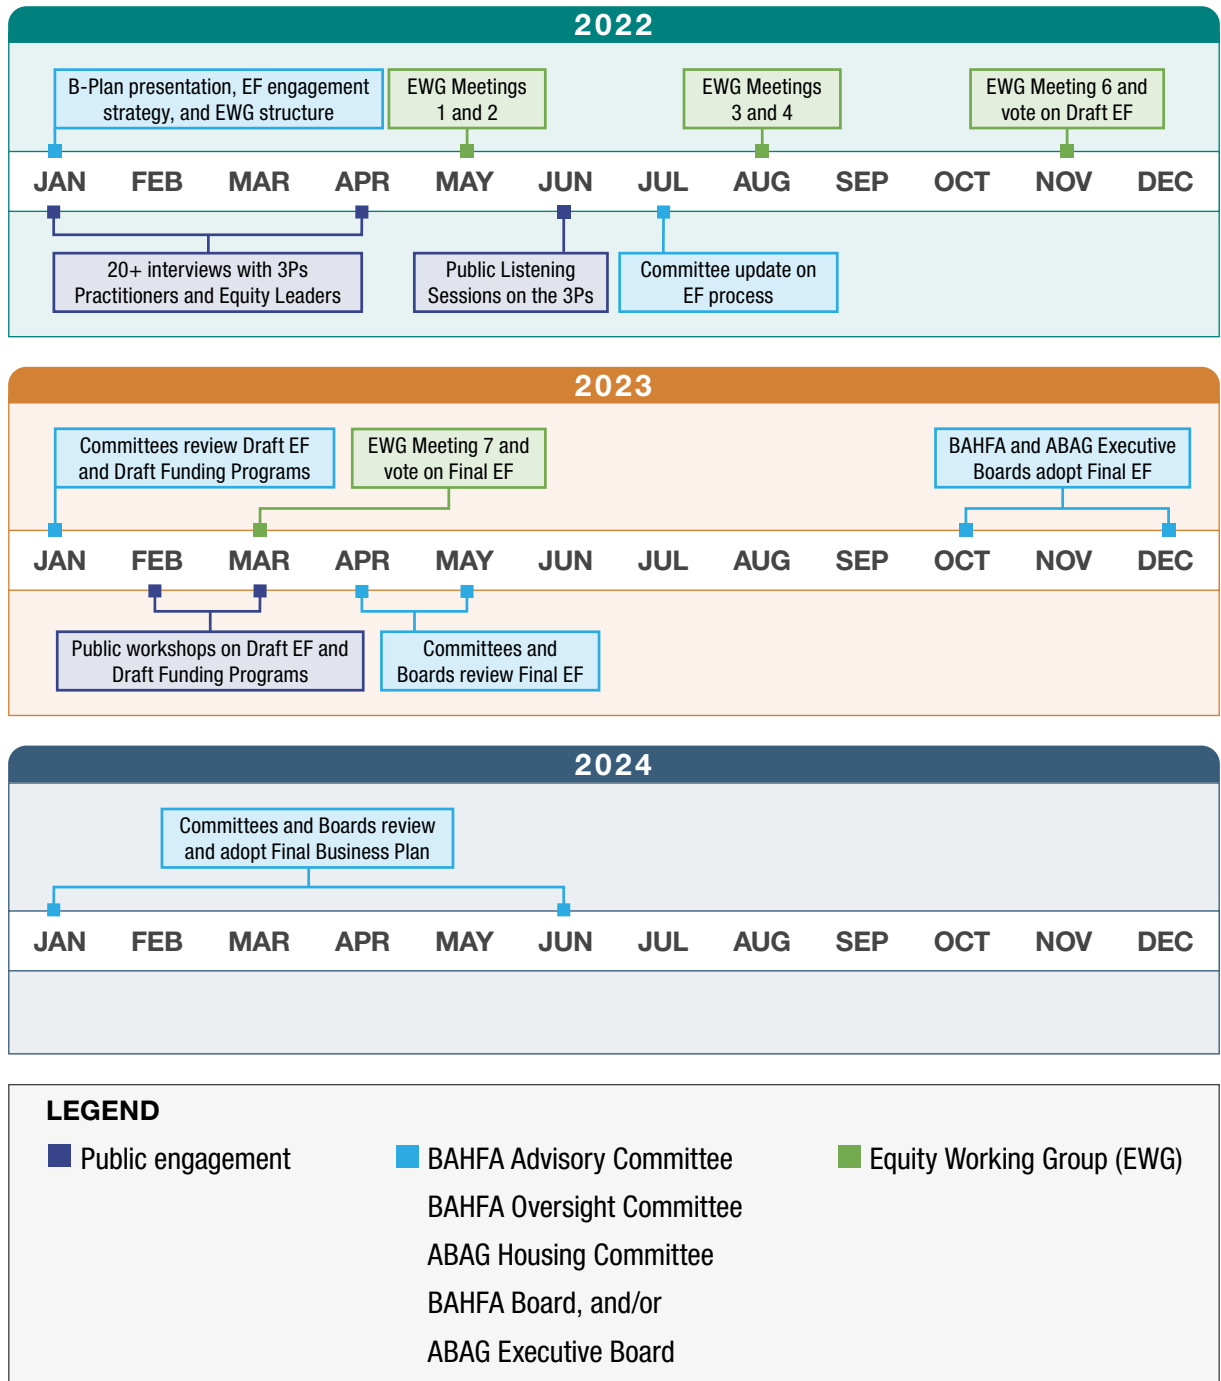 2022
B-Plan presentation, EF engagement
strategy, and EWG structure
EWG Meetings
1 and 2
EWG Meetings
3 and 4
EWG Meeting 6 and
vote on Draft EF
JAN FEB MAR APR MAY JUN JUL AUG SEP OCT NOV DEC
20+ interviews with 3Ps
Practitioners and Equity Leaders
Public Listening
Sessions on the 3Ps
Committee update on
EF process
2023
Committees review Draft EF
and Draft Funding Programs
EWG Meeting 7 and
vote on Final EF
BAHFA and ABAG Executive
Boards adopt Final EF
JAN FEB MAR APR MAY JUN JUL AUG SEP OCT NOV DEC
Public workshops on Draft EF and
Draft Funding Programs
Committees and
Boards review Final EF
2024
Committees and Boards review
and adopt Final Business Plan
JAN FEB MAR APR MAY JUN JUL AUG SEP OCT NOV DEC
LEGEND
Public engagement
BAHFA Advisory Committee
BAHFA Oversight Committee
ABAG Housing Committee
BAHFA Board, and/or
ABAG Executive Board
Equity Working Group (EWG)